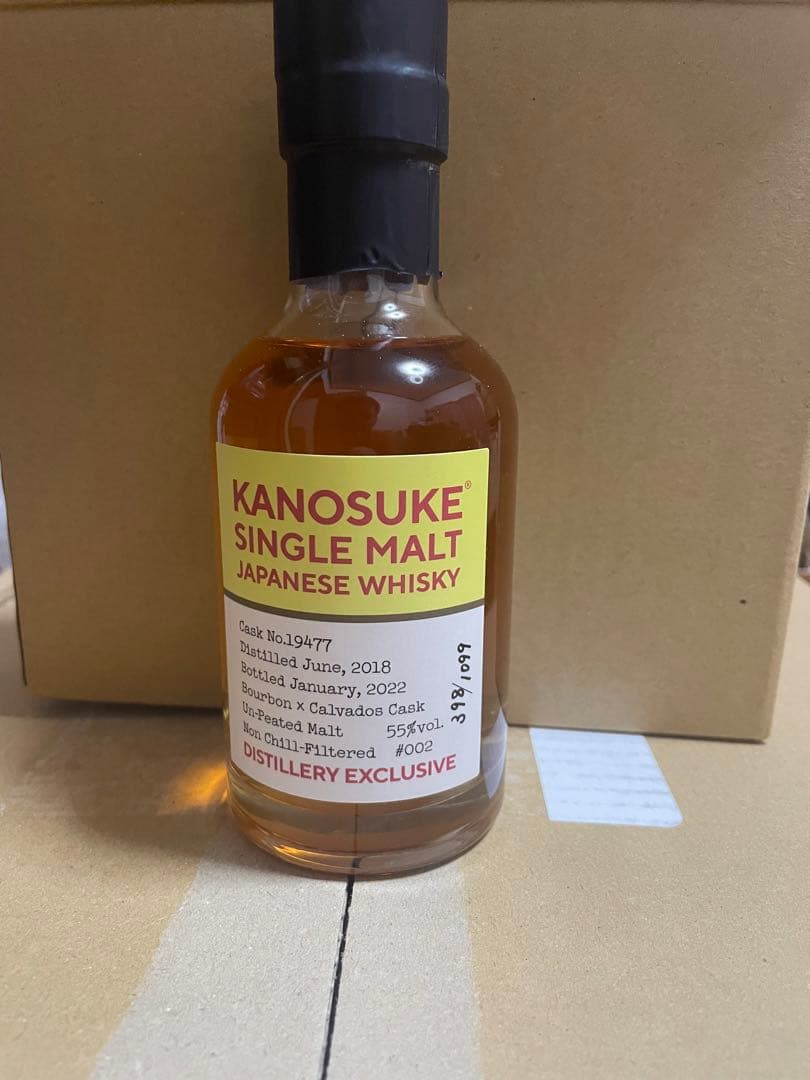 KANOSUKE®
SINGLE MALT
JAPANESE WHISKY
Cask No.19477
Distilled June, 2018
Bottled January, 2022
Bourbon x Calvados Cask
Un-Peated Malt 55%vol.
Non Chill-Filtered #002
DISTILLERY EXCLUSIVE
398/1099